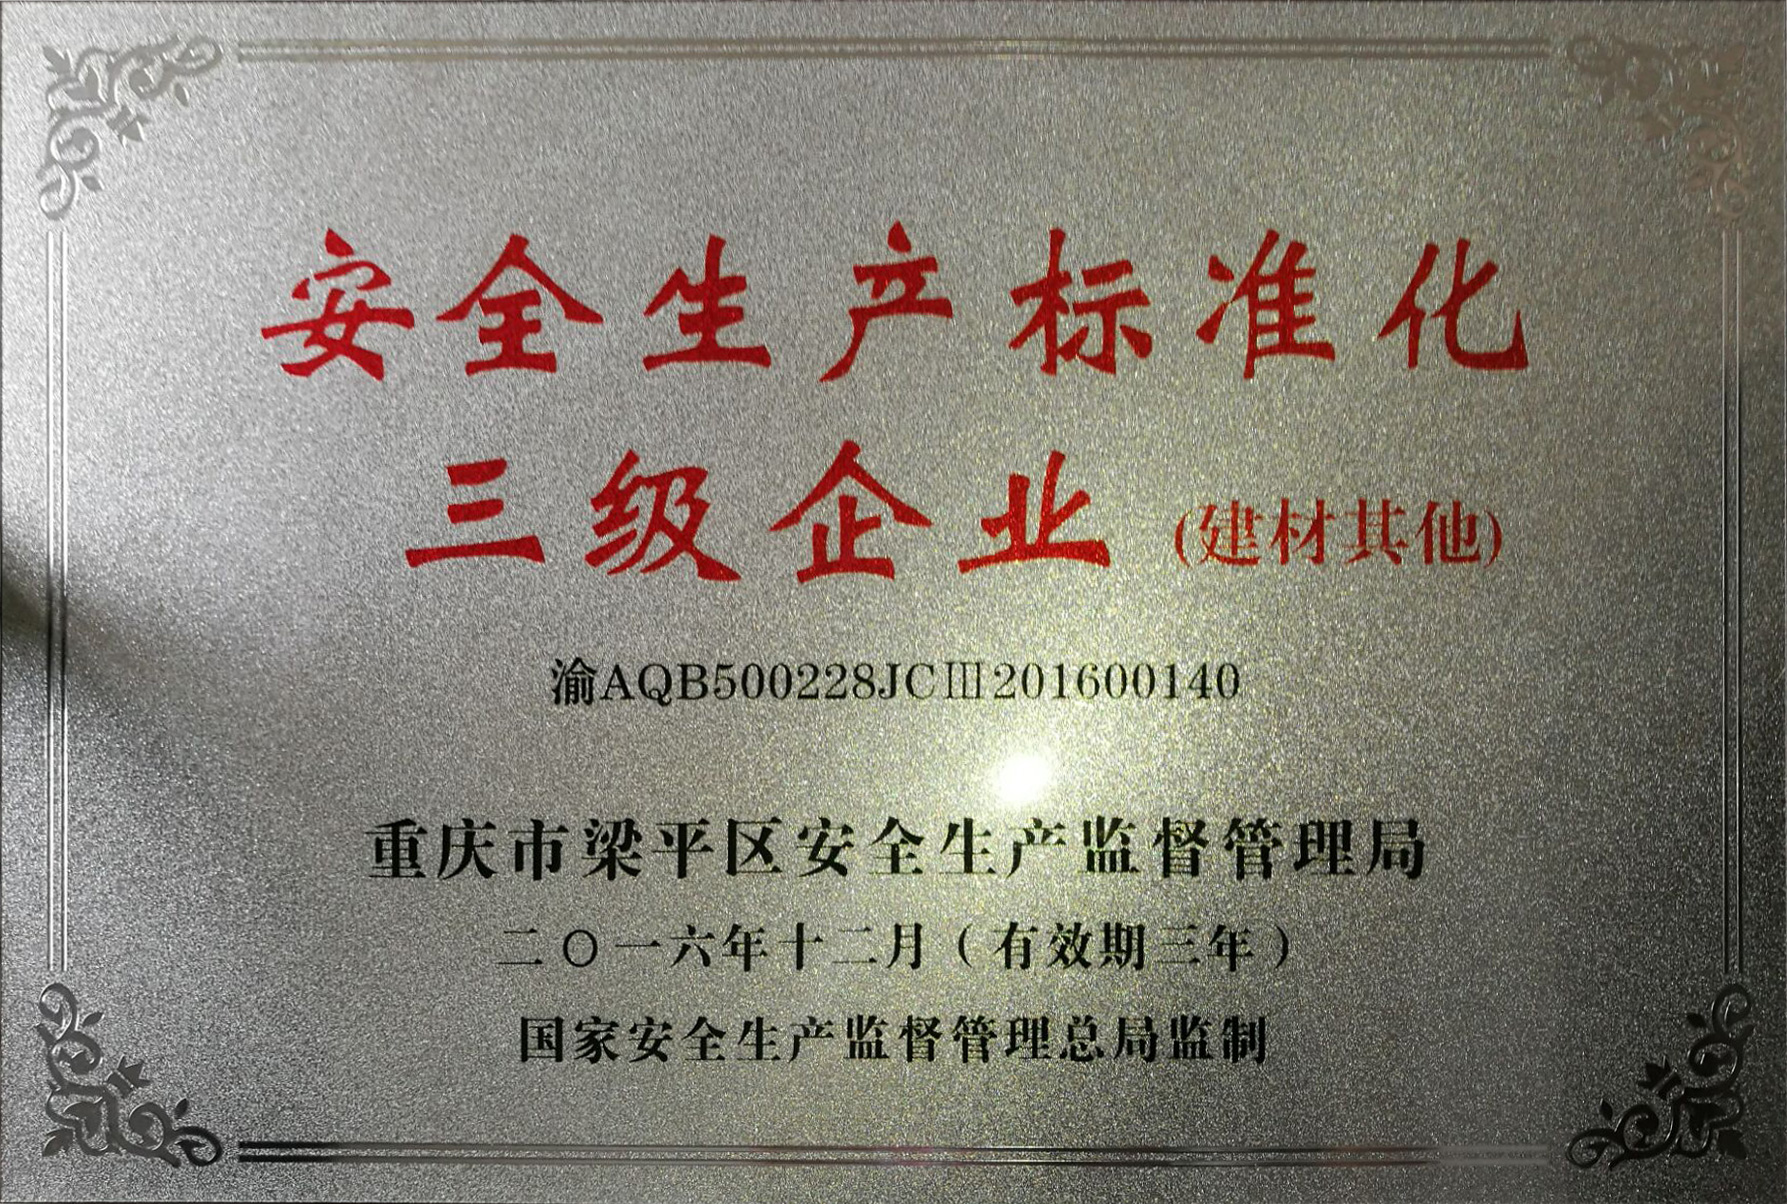 安全生产标准化
三级企业(建材其他)
渝AQB500228JCⅢ201600140
重庆市梁平区安全生产监督管理局
二〇一六年十二月（有效期三年）
国家安全生产监督管理总局监制